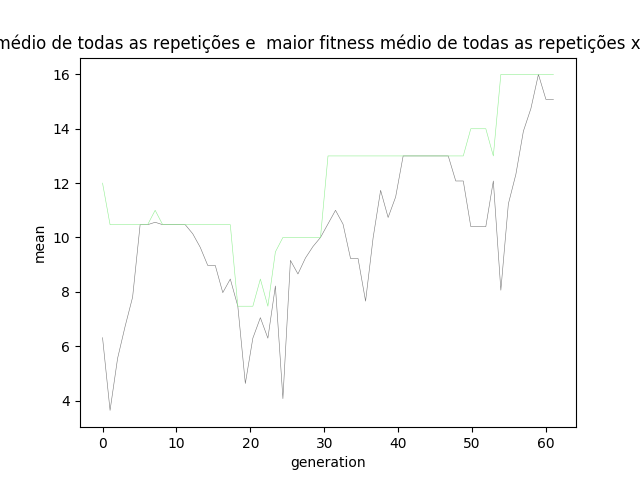 médio de todas as repetições e  maior fitness médio de todas as repetições x
16
14
12
10
8
6
4
mean
0 10 20 30 40 50 60
generation